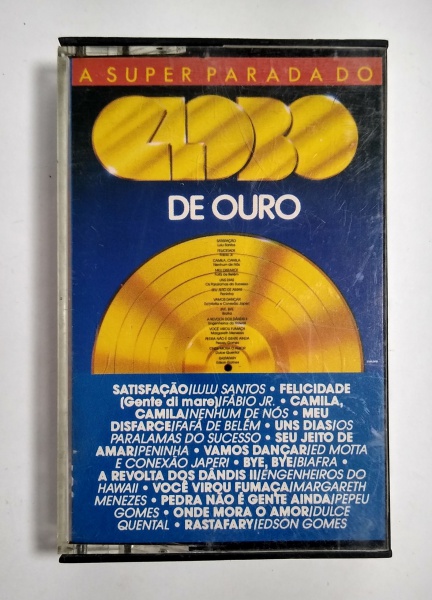 A SUPER PARADA DO
GLOBO
DE OURO
SATISFAÇÃO/LULU SANTOS • FELICIDADE
(Gente di mare)/FÁBIO JR. • CAMILA,
CAMILA/NENHUM DE NÓS • MEU
DISFARCE/FAFÁ DE BELÉM • UNS DIAS/OS
PARALAMAS DO SUCESSO • SEU JEITO DE
AMAR/PENINHA • VAMOS DANÇAR/ED MOTTA
E CONEXÃO JAPERI • BYE, BYE/BIAFRA •
A REVOLTA DOS DÂNDIS II/ENGENHEIROS DO
HAWAII • VOCÊ VIROU FUMAÇA/MARGARETH
MENEZES • PEDRA NÃO É GENTE AINDA/PEPEU
GOMES • ONDE MORA O AMOR/DULCE
QUENTAL • RASTAFARY/EDSON GOMES